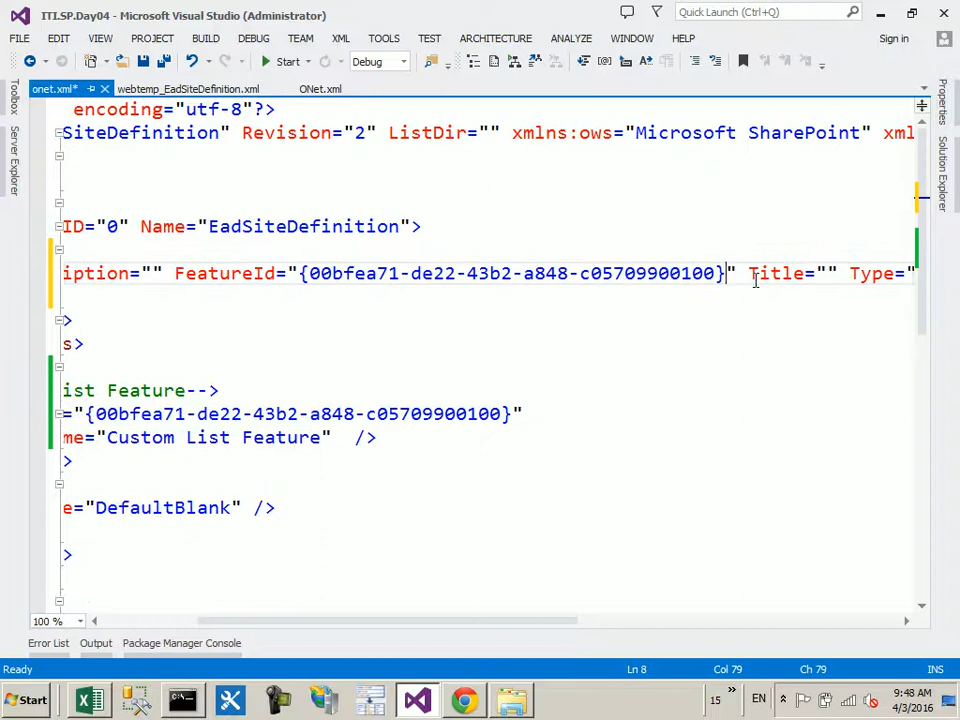 ITI.SP.Day04 - Microsoft Visual Studio (Administrator)
Quick Launch (Ctrl+Q)
FILE EDIT VIEW PROJECT BUILD DEBUG TEAM XML TOOLS TEST ARCHITECTURE ANALYZE WINDOW HELP Sign in
Start Debug
onet.xml* webtemp_EadSiteDefinition.xml ONet.xml
Toolbox
Server Explorer
Properties
Solution Explorer
encoding="utf-8"?>
SiteDefinition" Revision="2" ListDir="" xmlns:ows="Microsoft SharePoint" xml
ID="0" Name="EadSiteDefinition">
iption="" FeatureId="{00bfea71-de22-43b2-a848-c05709900100}" Title="" Type="
>
s>
ist Feature-->
="{00bfea71-de22-43b2-a848-c05709900100}"
me="Custom List Feature" />
>
e="DefaultBlank" />
>
100 %
Error List Output Package Manager Console
Ready Ln 8 Col 79 Ch 79 INS
Start 15 EN 9:48 AM
4/3/2016